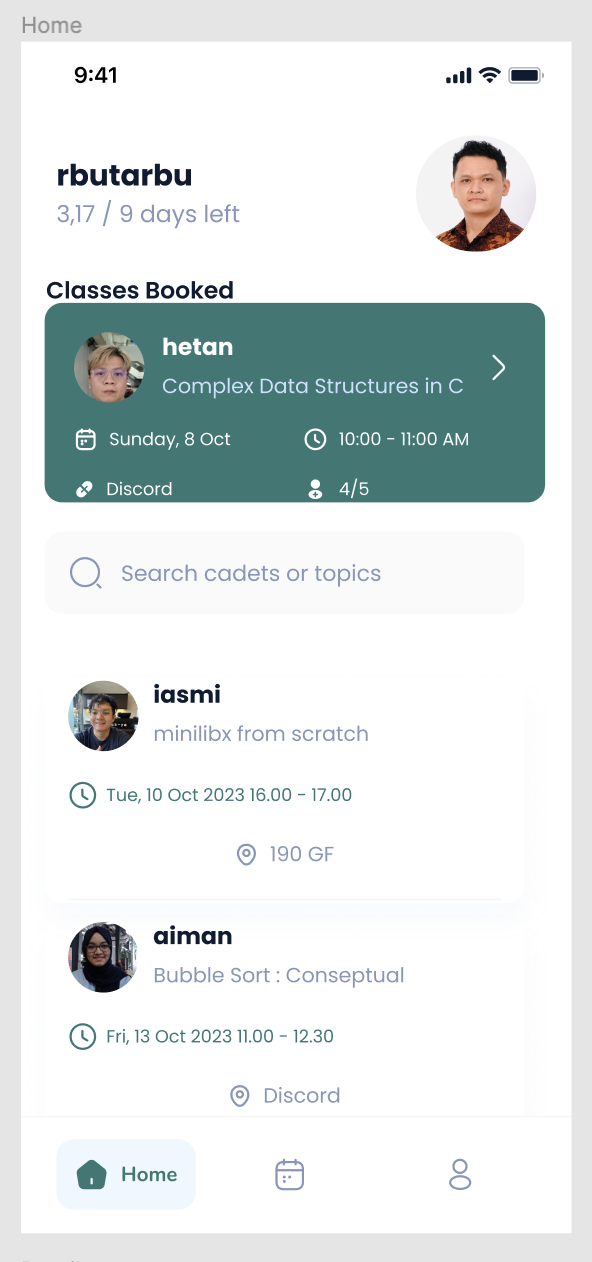 Home
9:41
rbutarbu
3,17 / 9 days left
Classes Booked
hetan
Complex Data Structures in C
Sunday, 8 Oct
10:00 - 11:00 AM
Discord
4/5
Search cadets or topics
iasmi
minilibx from scratch
Tue, 10 Oct 2023 16.00 - 17.00
190 GF
aiman
Bubble Sort : Conseptual
Fri, 13 Oct 2023 11.00 - 12.30
Discord
Home